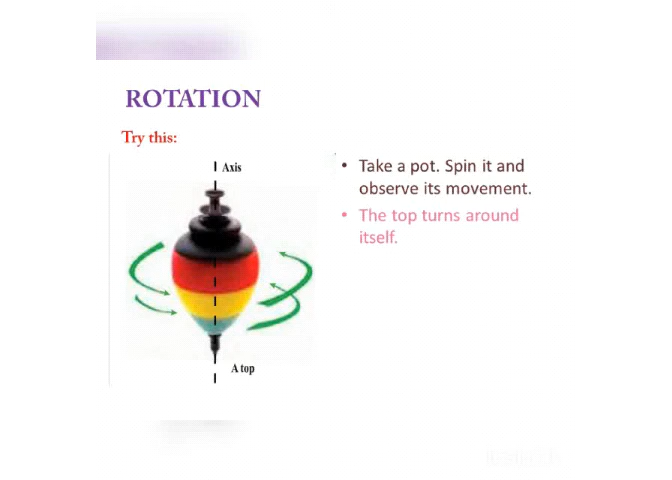 ROTATION
Try this:
Axis
• Take a pot. Spin it and
observe its movement.
• The top turns around
itself.
A top